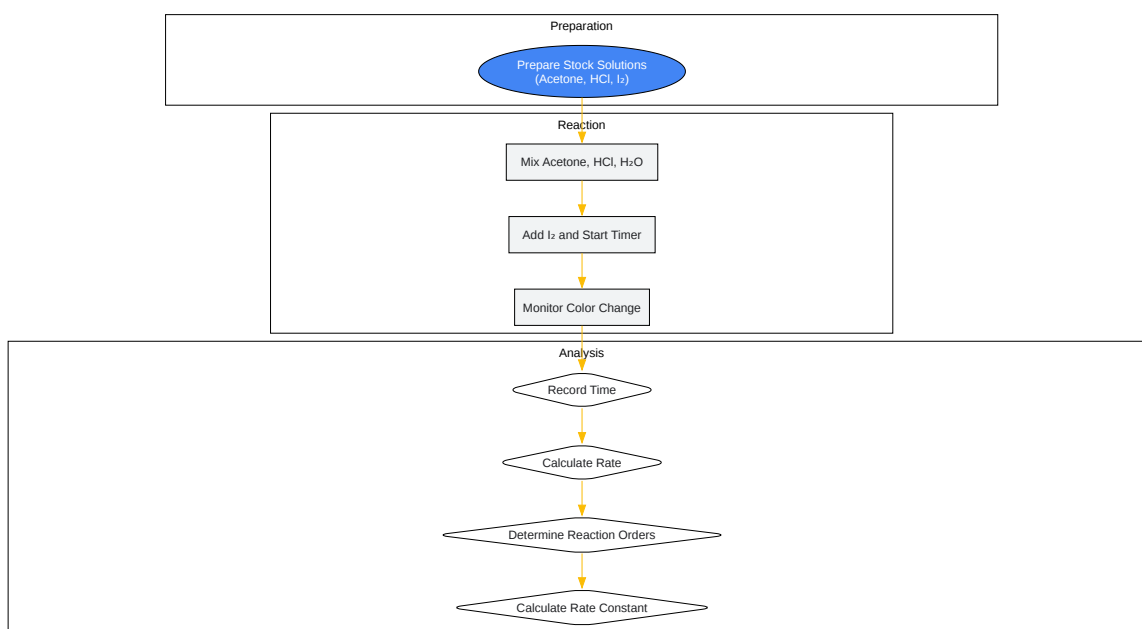 Preparation
Prepare Stock Solutions
(Acetone, HCl, I₂)
Reaction
Mix Acetone, HCl, H₂O
Add I₂ and Start Timer
Monitor Color Change
Analysis
Record Time
Calculate Rate
Determine Reaction Orders
Calculate Rate Constant